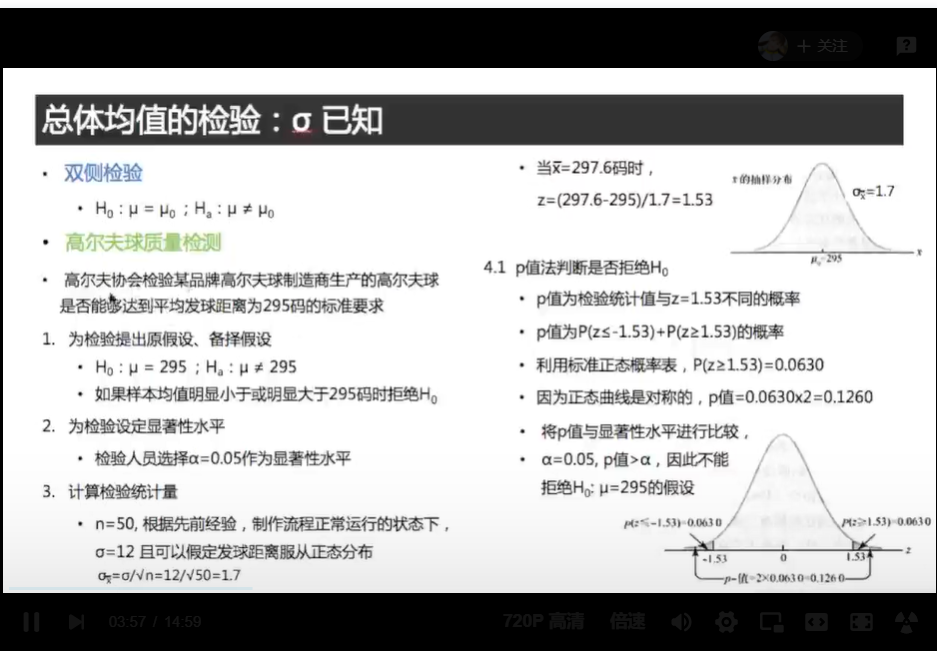 + 关注
总体均值的检验：σ 已知
• 双侧检验
• H₀：μ = μ₀ ；Hₐ：μ ≠ μ₀
• 高尔夫球质量检测
• 高尔夫协会检验某品牌高尔夫球制造商生产的高尔夫球
是否能够达到平均发球距离为295码的标准要求
1. 为检验提出原假设、备择假设
• H₀：μ = 295 ；Hₐ：μ ≠ 295
• 如果样本均值明显小于或明显大于295码时拒绝H₀
2. 为检验设定显著性水平
• 检验人员选择α=0.05作为显著性水平
3. 计算检验统计量
• n=50, 根据先前经验，制作流程正常运行的状态下，
σ=12 且可以假定发球距离服从正态分布
σx̅=σ/√n=12/√50=1.7
• 当x̅=297.6码时，
z=(297.6-295)/1.7=1.53
x̅ 的抽样分布
σx̅=1.7
μ₀=295
x̅
4.1 p值法判断是否拒绝H₀
• p值为检验统计值与z=1.53不同的概率
• p值为P(z≤-1.53)+P(z≥1.53)的概率
• 利用标准正态概率表，P(z≥1.53)=0.0630
• 因为正态曲线是对称的，p值=0.0630x2=0.1260
• 将p值与显著性水平进行比较，
• α=0.05, p值>α，因此不能
拒绝H₀: μ=295的假设
P(z≤-1.53)=0.0630
P(z≥1.53)=0.0630
-1.53
0
1.53
z
p-值=2×0.0630=0.1260
03:57 / 14:59
720P 高清
倍速